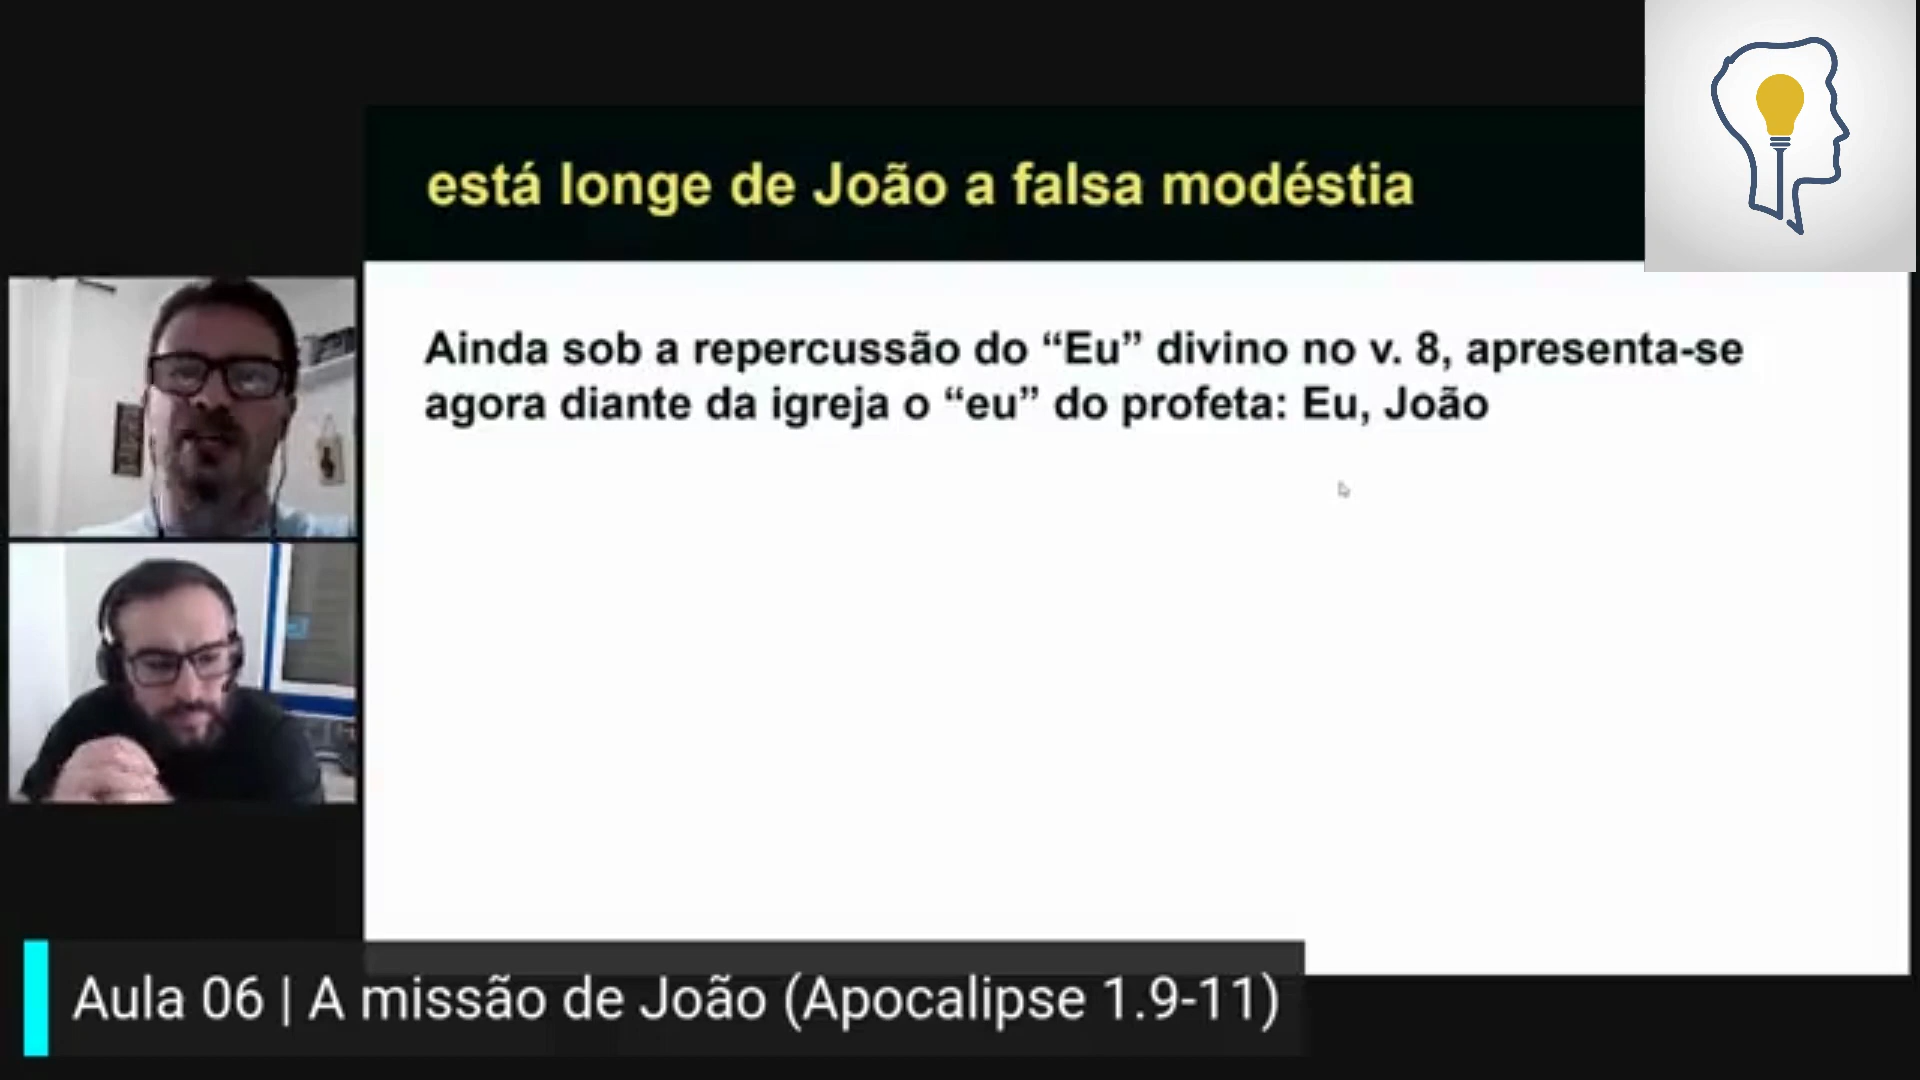 está longe de João a falsa modéstia
Ainda sob a repercussão do “Eu” divino no v. 8, apresenta-se
agora diante da igreja o “eu” do profeta: Eu, João
Aula 06 | A missão de João (Apocalipse 1.9-11)